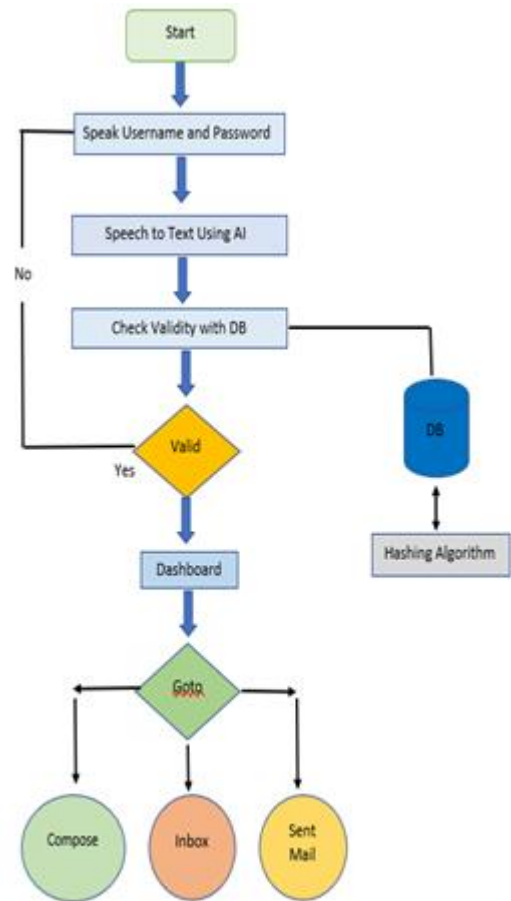 Start
Speak Username and Password
Speech to Text Using AI
No
Check Validity with DB
DB
Valid
Yes
Hashing Algorithm
Dashboard
Goto
Compose
Inbox
Sent
Mail